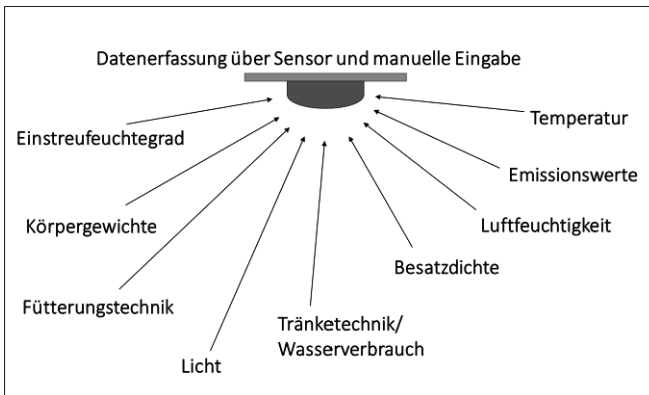 Datenerfassung über Sensor und manuelle Eingabe
Einstreufeuchtegrad
Temperatur
Emissionswerte
Körpergewichte
Luftfeuchtigkeit
Besatzdichte
Fütterungstechnik
Tränketechnik/
Wasserverbrauch
Licht